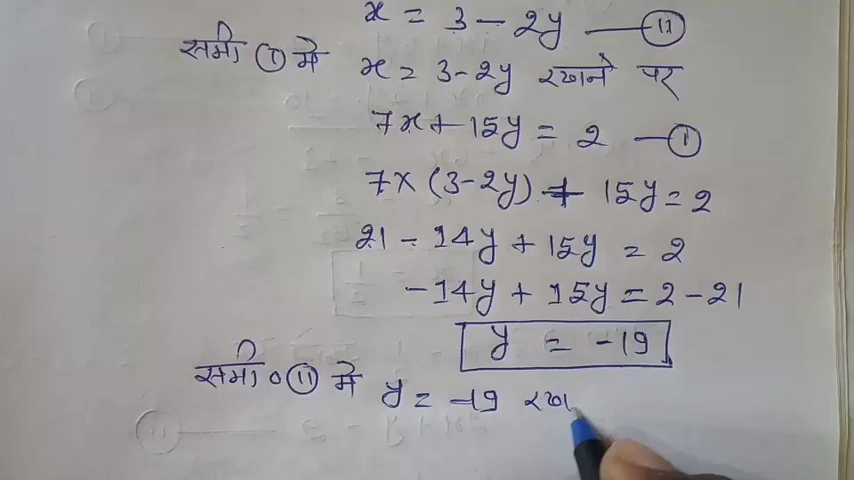 x = 3 - 2y —(11)
समी (1) मे x = 3-2y रखने पर
7x + 15y = 2 —(1)
7 × (3-2y) + 15y = 2
21 - 14y + 15y = 2
-14y + 15y = 2 - 21
y = -19
समी० (11) मे y = -19 रखा